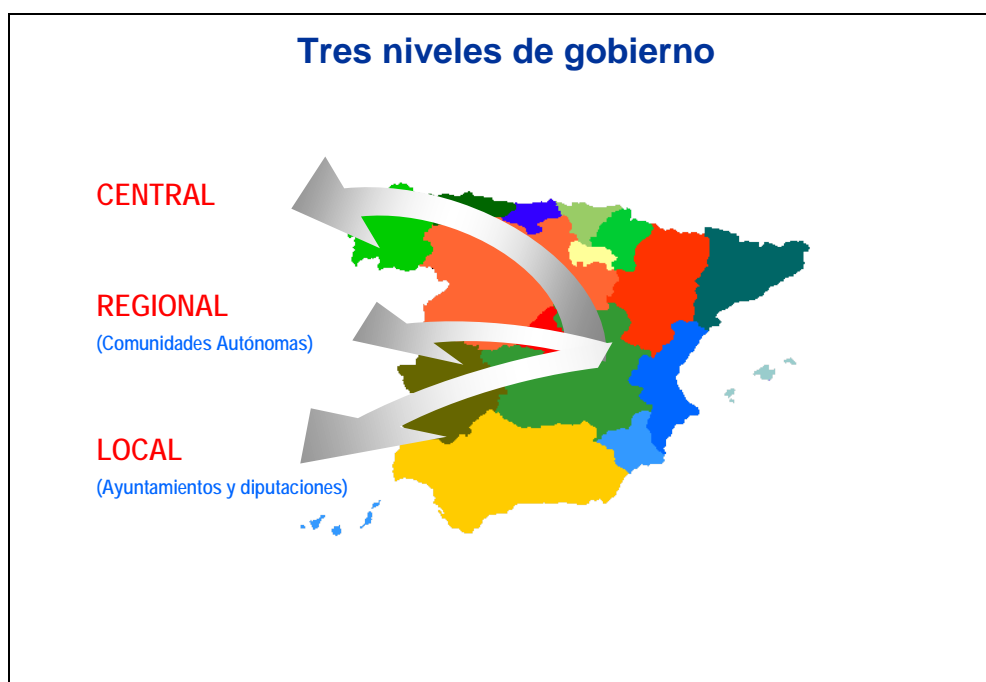 Tres niveles de gobierno
CENTRAL
REGIONAL
(Comunidades Autónomas)
LOCAL
(Ayuntamientos y diputaciones)